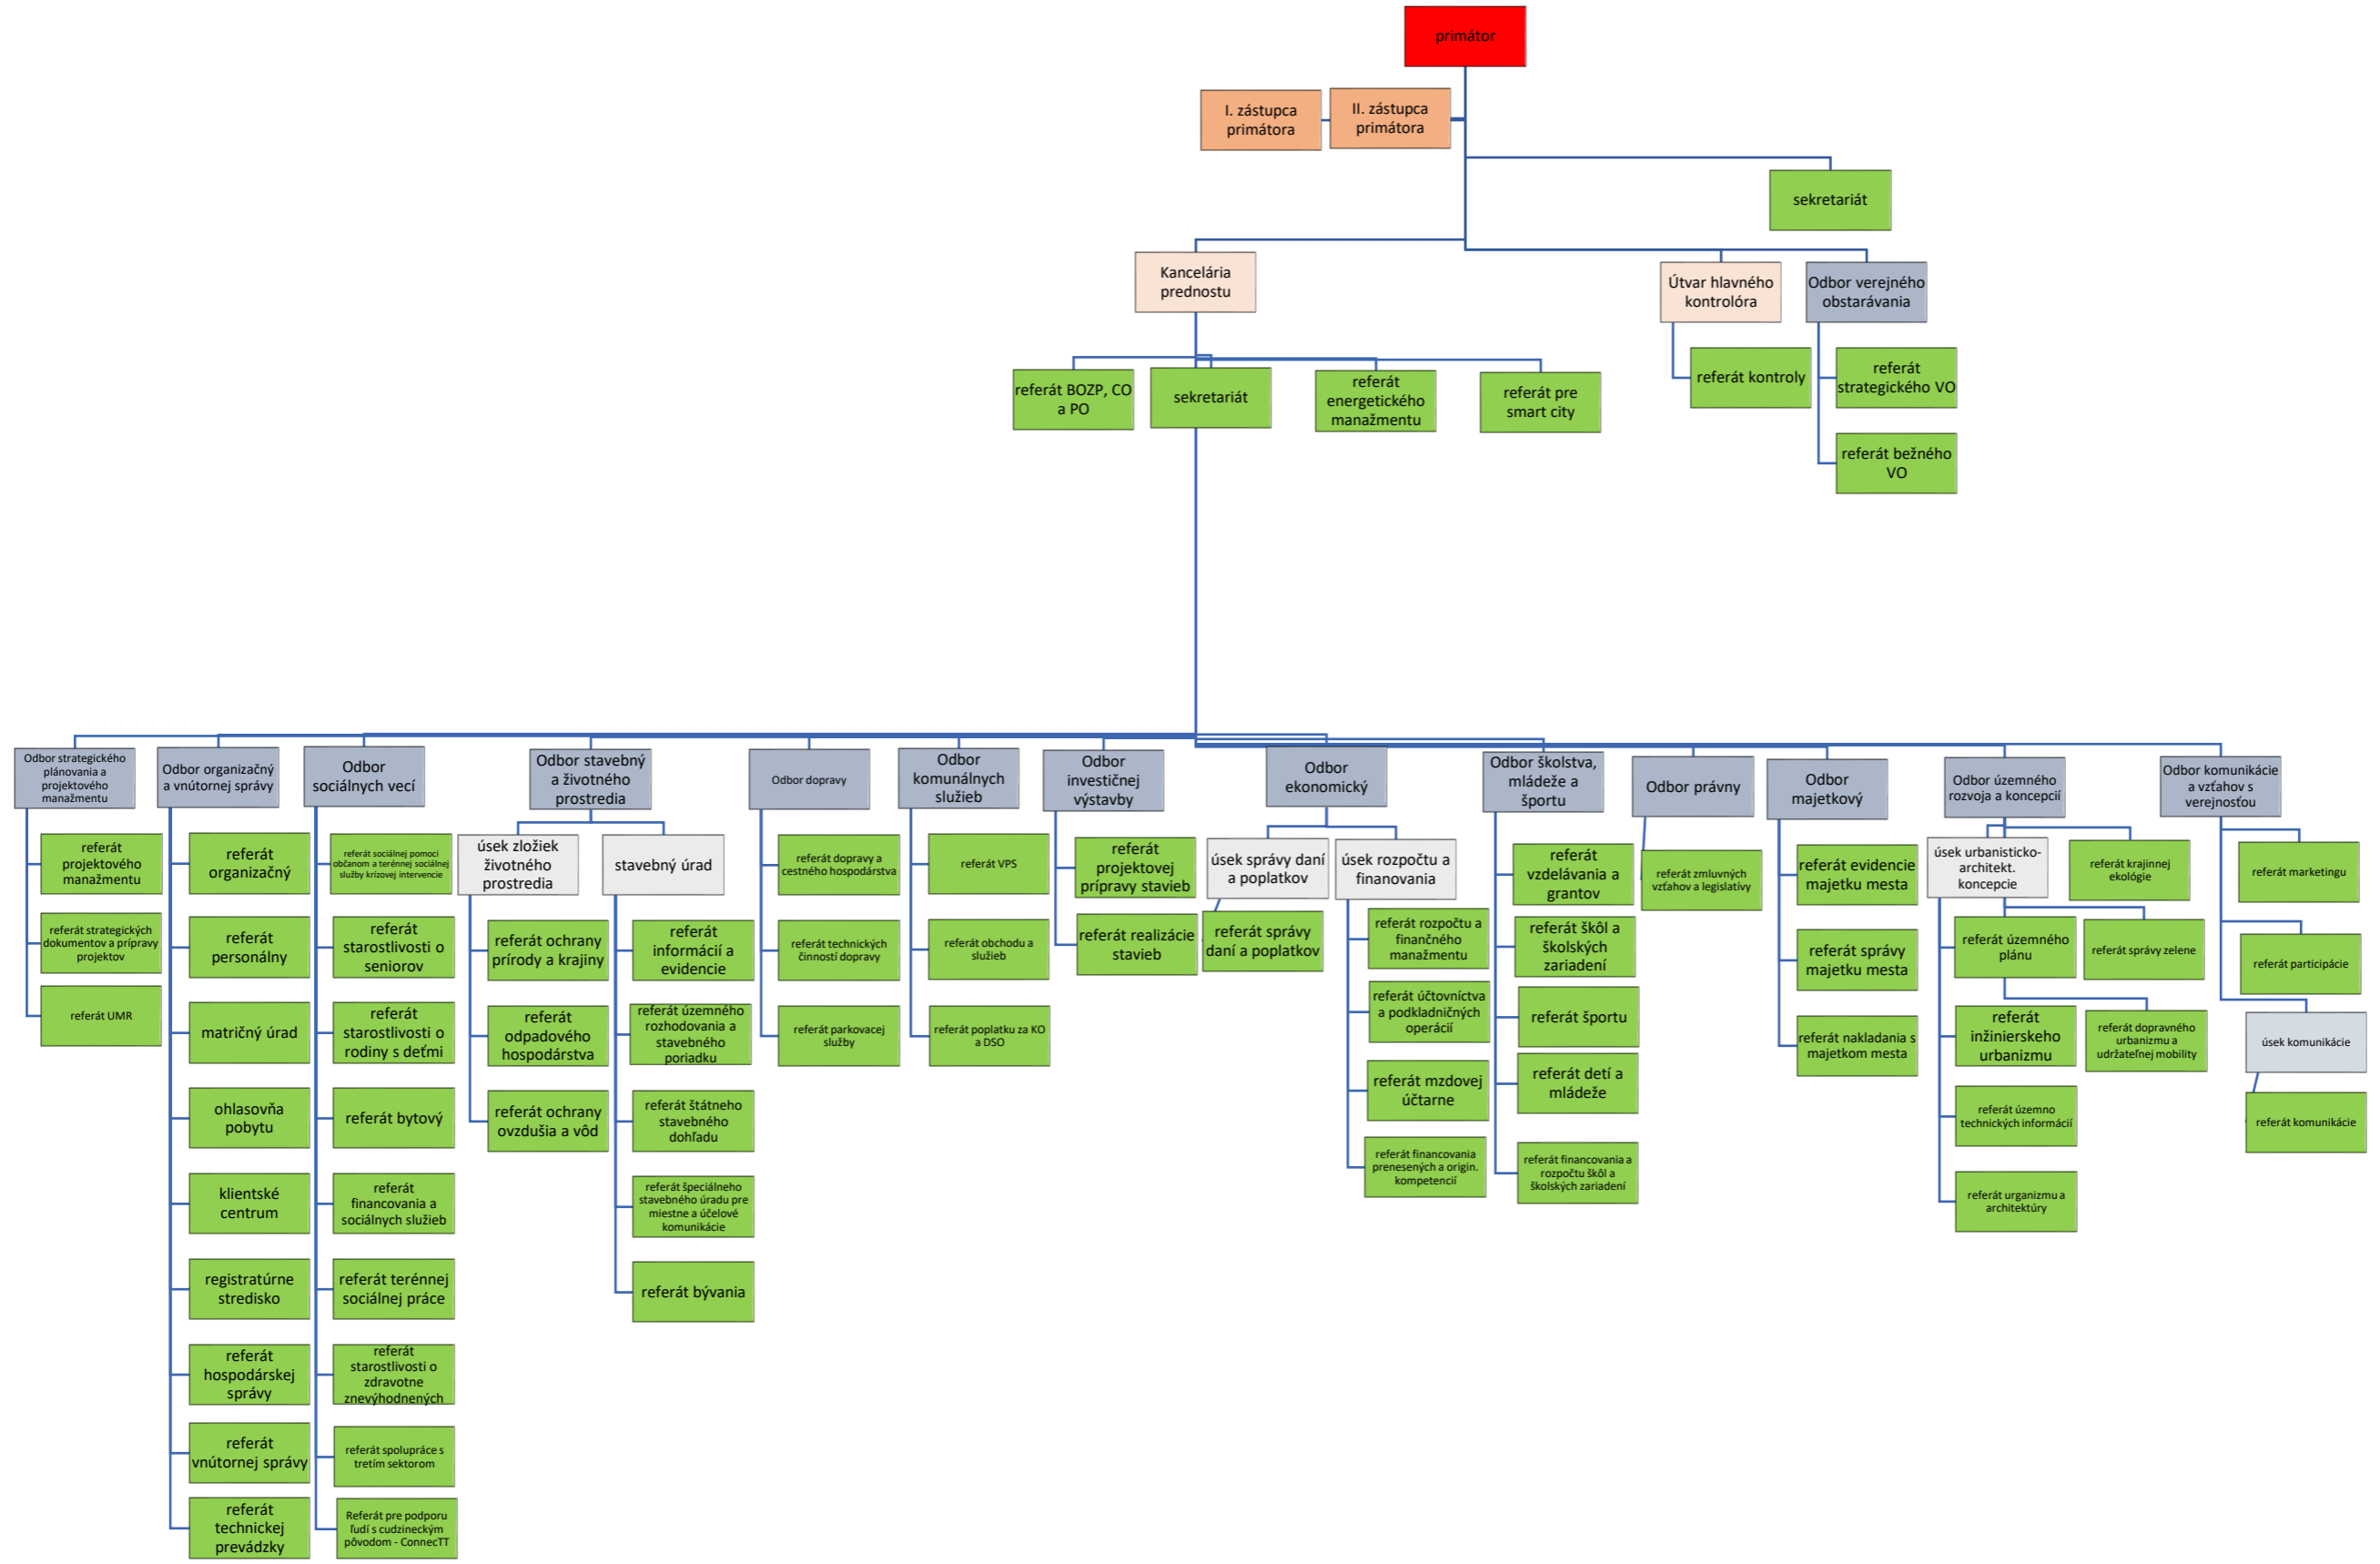 primátor
I. zástupca
primátora
II. zástupca
primátora
sekretariát
Kancelária
prednostu
Útvar hlavného
kontrolóra
Odbor verejného
obstarávania
referát BOZP, CO
a PO
sekretariát
referát
energetického
manažmentu
referát pre
smart city
referát kontroly
referát
strategického VO
referát bežného
VO
Odbor strategického
plánovania a
projektového
manažmentu
referát
projektového
manažmentu
referát strategických
dokumentov a prípravy
projektov
referát UMR
Odbor organizačný
a vnútornej správy
referát
organizačný
referát
personálny
matričný úrad
ohlasovňa
pobytu
klientské
centrum
registratúrne
stredisko
referát
hospodárskej
správy
referát
vnútornej správy
referát
technickej
prevádzky
Odbor
sociálnych vecí
referát sociálnej pomoci
občanom a terénnej sociálnej
služby krízovej intervencie
referát
starostlivosti o
seniorov
referát
starostlivosti o
rodiny s deťmi
referát bytový
referát
financovania a
sociálnych služieb
referát terénnej
sociálnej práce
referát
starostlivosti o
zdravotne
znevýhodnených
referát spolupráce s
tretím sektorom
Referát pre podporu
ľudí s cudzineckým
pôvodom - ConnecTT
Odbor stavebný
a životného
prostredia
úsek zložiek
životného
prostredia
referát ochrany
prírody a krajiny
referát
odpadového
hospodárstva
referát ochrany
ovzdušia a vôd
stavebný úrad
referát
informácií a
evidencie
referát územného
rozhodovania a
stavebného
poriadku
referát štátneho
stavebného
dohľadu
referát špeciálneho
stavebného úradu pre
miestne a účelové
komunikácie
referát bývania
Odbor dopravy
referát dopravy a
cestného hospodárstva
referát technických
činností dopravy
referát parkovacej
služby
Odbor
komunálnych
služieb
referát VPS
referát obchodu a
služieb
referát poplatku za KO
a DSO
Odbor
investičnej
výstavby
referát
projektovej
prípravy stavieb
referát realizácie
stavieb
Odbor
ekonomický
úsek správy daní
a poplatkov
referát správy
daní a poplatkov
úsek rozpočtu a
finanovania
referát rozpočtu a
finančného
manažmentu
referát účtovníctva
a podkladničných
operácií
referát mzdovej
účtarne
referát financovania
prenesených a origin.
kompetencií
Odbor školstva,
mládeže a
športu
referát
vzdelávania a
grantov
referát škôl a
školských
zariadení
referát športu
referát detí a
mládeže
referát financovania a
rozpočtu škôl a
školských zariadení
Odbor právny
referát zmluvných
vzťahov a legislatívy
Odbor
majetkový
referát evidencie
majetku mesta
referát správy
majetku mesta
referát nakladania s
majetkom mesta
Odbor územného
rozvoja a koncepcií
úsek urbanisticko-
architekt.
koncepcie
referát územného
plánu
referát
inžinierskeho
urbanizmu
referát územno
technických informácií
referát urganizmu a
architektúry
referát krajinnej
ekológie
referát správy zelene
referát dopravného
urbanizmu a
udržateľnej mobility
Odbor komunikácie
a vzťahov s
verejnosťou
referát marketingu
referát participácie
úsek komunikácie
referát komunikácie